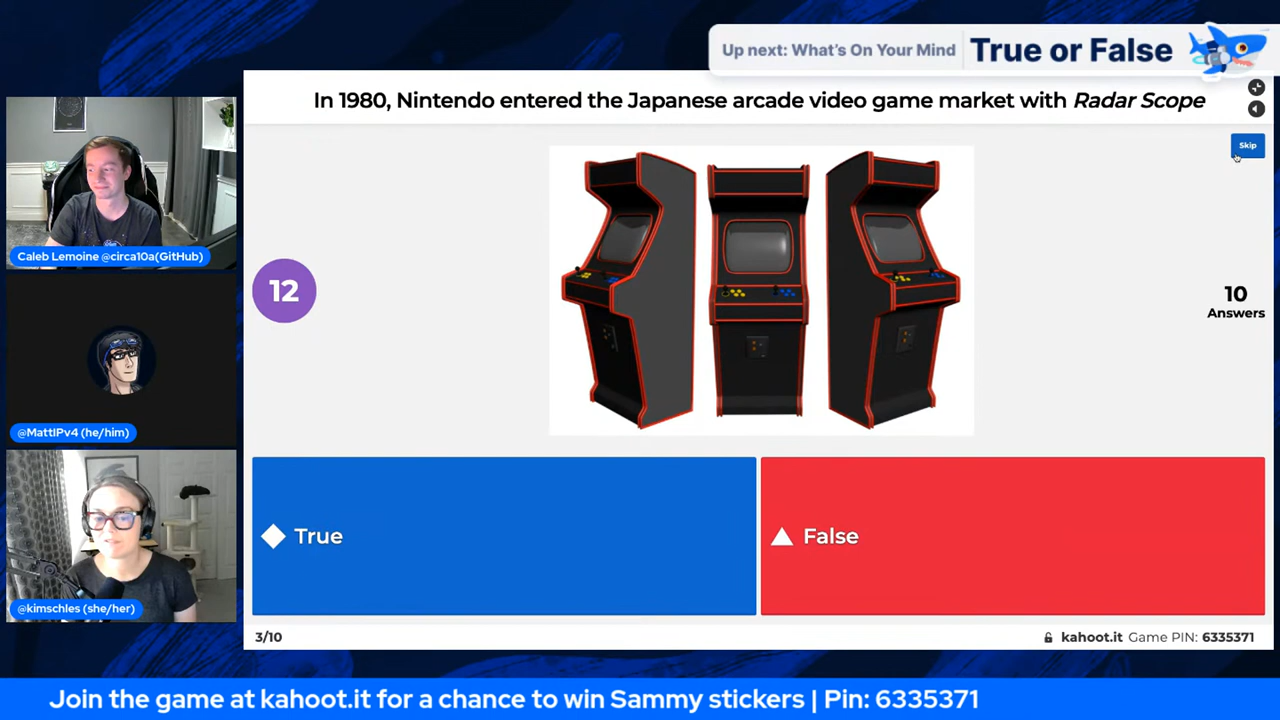 Up next: What's On Your Mind
True or False
In 1980, Nintendo entered the Japanese arcade video game market with Radar Scope
Skip
Caleb Lemoine @circa10a(GitHub)
12
10
Answers
@MattIPv4 (he/him)
True
False
@kimschles (she/her)
3/10
kahoot.it Game PIN: 6335371
Join the game at kahoot.it for a chance to win Sammy stickers | Pin: 6335371